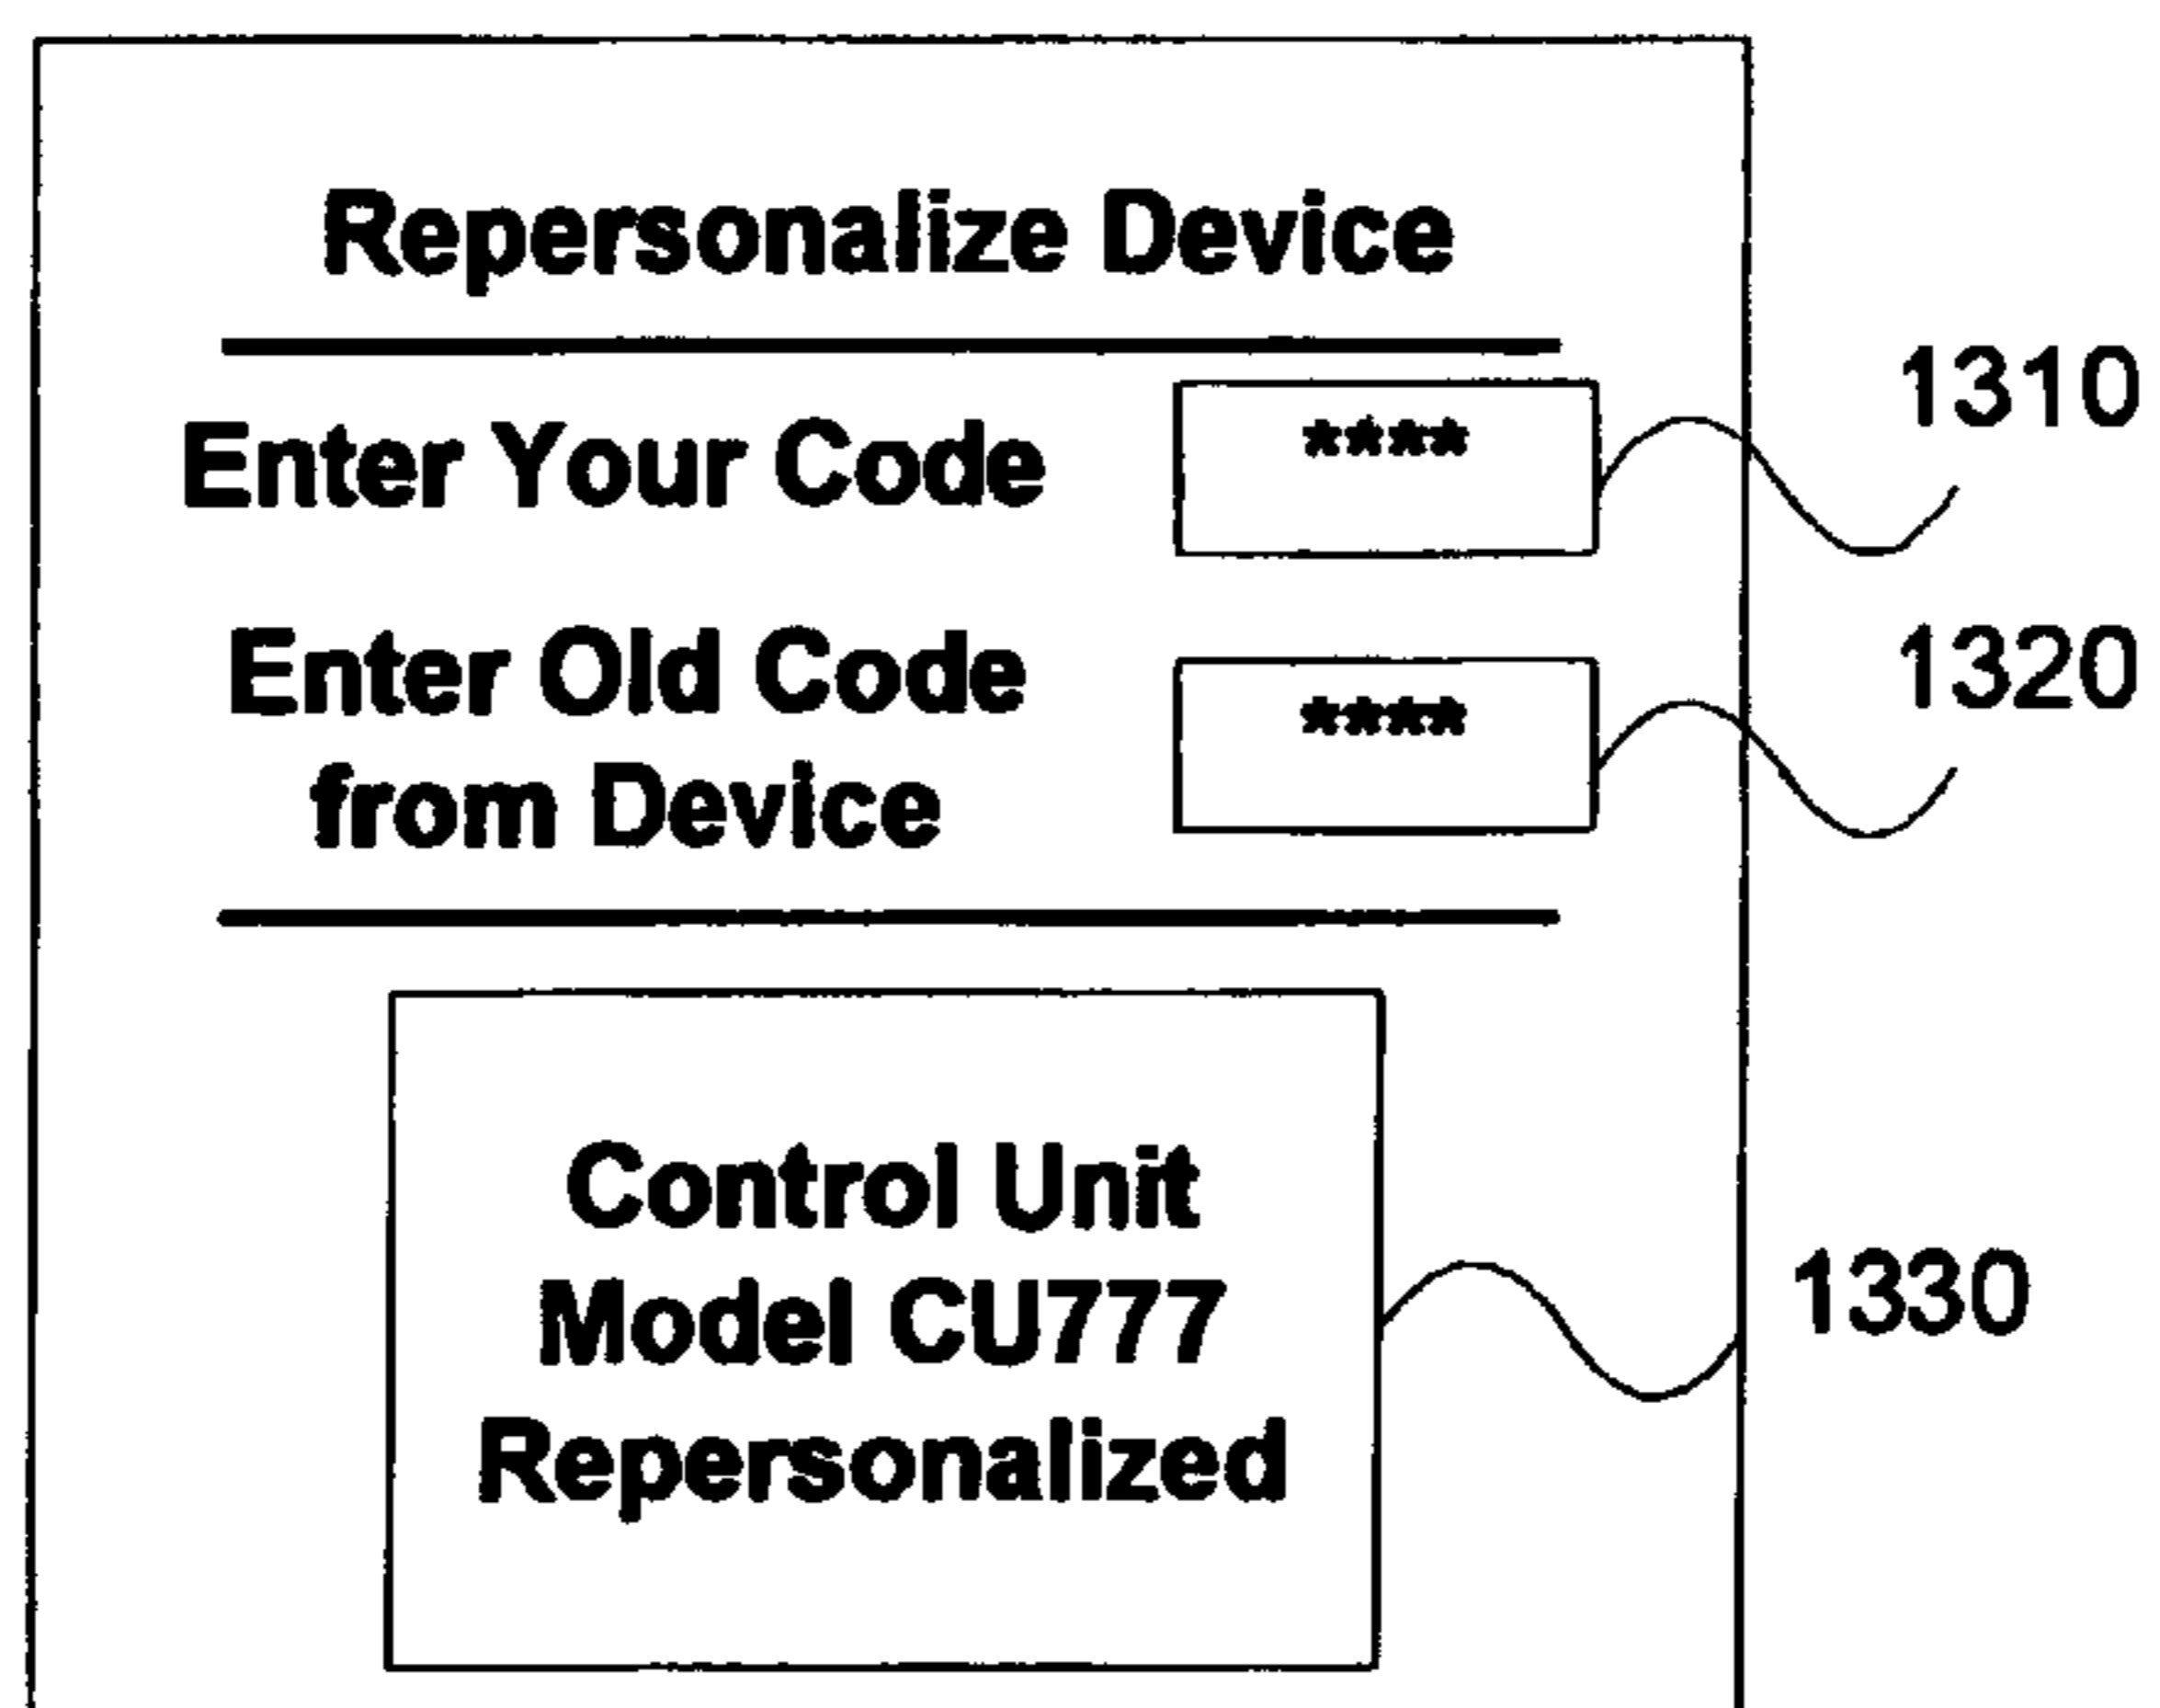 Repersonalize Device
Enter Your Code **** 1310
Enter Old Code **** 1320
from Device
Control Unit
Model CU777 1330
Repersonalized